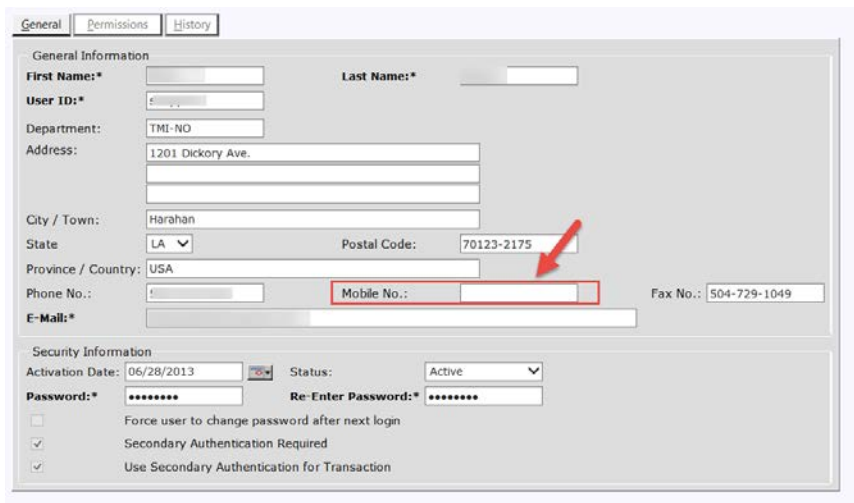 General Permissions History
General Information
First Name:* Last Name:*
User ID:*
Department: TMI-NO
Address: 1201 Dickory Ave.
City / Town: Harahan
State LA Postal Code: 70123-2175
Province / Country: USA
Phone No.: Mobile No.: Fax No.: 504-729-1049
E-Mail:*
Security Information
Activation Date: 06/28/2013 Status: Active
Password:* •••••••• Re-Enter Password:* ••••••••
Force user to change password after next login
Secondary Authentication Required
Use Secondary Authentication for Transaction